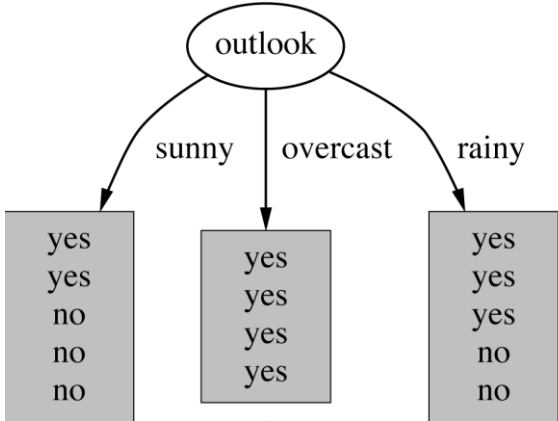 outlook
sunny
overcast
rainy
yes
yes
no
no
no
yes
yes
yes
yes
yes
yes
yes
no
no